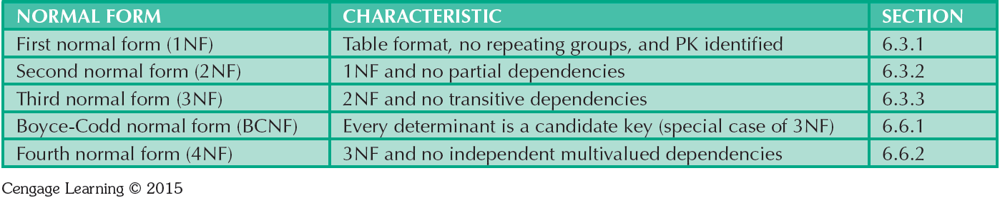 NORMAL FORM CHARACTERISTIC SECTION
First normal form (1NF) Table format, no repeating groups, and PK identified 6.3.1
Second normal form (2NF) 1NF and no partial dependencies 6.3.2
Third normal form (3NF) 2NF and no transitive dependencies 6.3.3
Boyce-Codd normal form (BCNF) Every determinant is a candidate key (special case of 3NF) 6.6.1
Fourth normal form (4NF) 3NF and no independent multivalued dependencies 6.6.2
Cengage Learning © 2015